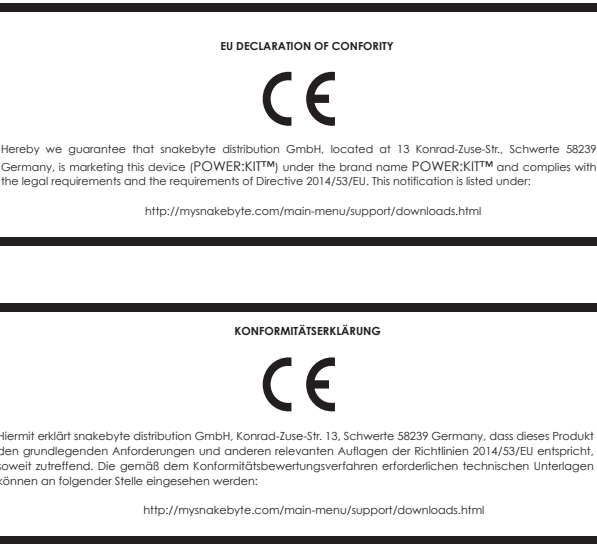 EU DECLARATION OF CONFORITY
CE
Hereby we guarantee that snakebyte distribution GmbH, located at 13 Konrad-Zuse-Str., Schwerte 58239
Germany, is marketing this device (POWER:KIT™) under the brand name POWER:KIT™ and complies with
the legal requirements and the requirements of Directive 2014/53/EU. This notification is listed under:
http://mysnakebyte.com/main-menu/support/downloads.html
KONFORMITÄTSERKLÄRUNG
CE
Hiermit erklärt snakebyte distribution GmbH, Konrad-Zuse-Str. 13, Schwerte 58239 Germany, dass dieses Produkt
den grundlegenden Anforderungen und anderen relevanten Auflagen der Richtlinien 2014/53/EU entspricht,
soweit zutreffend. Die gemäß dem Konformitätsbewertungsverfahren erforderlichen technischen Unterlagen
können an folgender Stelle eingesehen werden:
http://mysnakebyte.com/main-menu/support/downloads.html